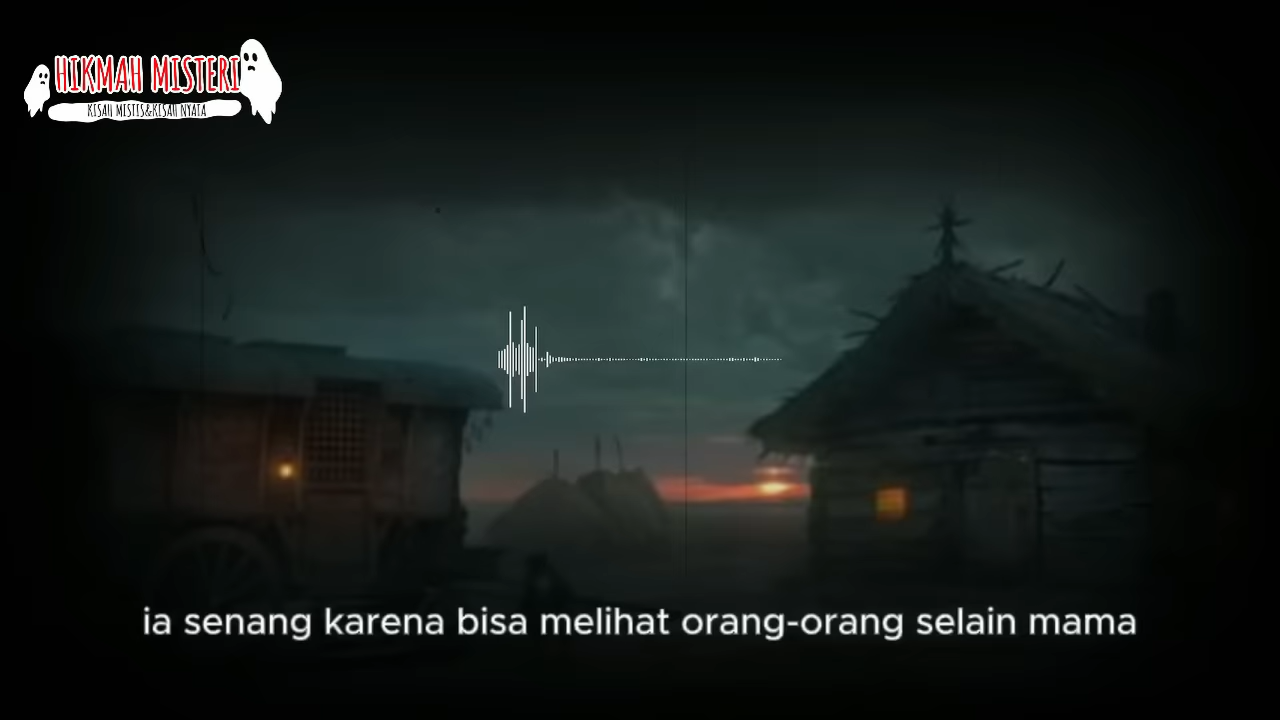 HIKMAH MISTERI
KISAH MISTIS&KISAH NYATA
ia senang karena bisa melihat orang-orang selain mama